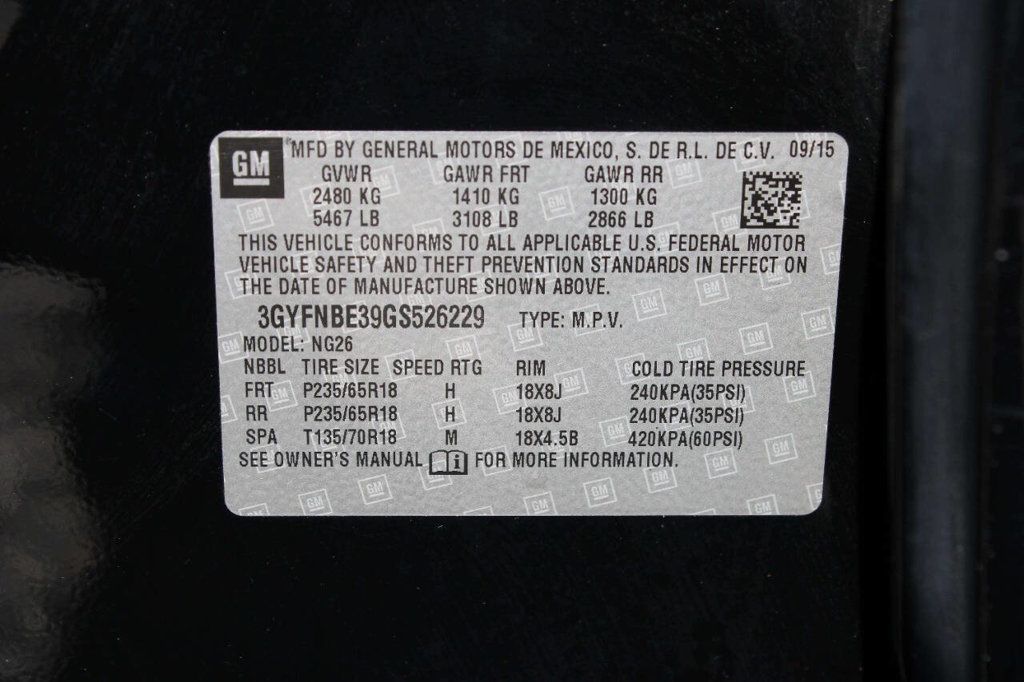 GM ® MFD BY GENERAL MOTORS DE MEXICO, S. DE R.L. DE C.V. 09/15
GVWR GAWR FRT GAWR RR
2480 KG 1410 KG 1300 KG
5467 LB 3108 LB 2866 LB
THIS VEHICLE CONFORMS TO ALL APPLICABLE U.S. FEDERAL MOTOR
VEHICLE SAFETY AND THEFT PREVENTION STANDARDS IN EFFECT ON
THE DATE OF MANUFACTURE SHOWN ABOVE.
3GYFNBE39GS526229 TYPE: M.P.V.
MODEL: NG26
NBBL TIRE SIZE SPEED RTG RIM COLD TIRE PRESSURE
FRT P235/65R18 H 18X8J 240KPA(35PSI)
RR P235/65R18 H 18X8J 240KPA(35PSI)
SPA T135/70R18 M 18X4.5B 420KPA(60PSI)
SEE OWNER'S MANUAL i FOR MORE INFORMATION.